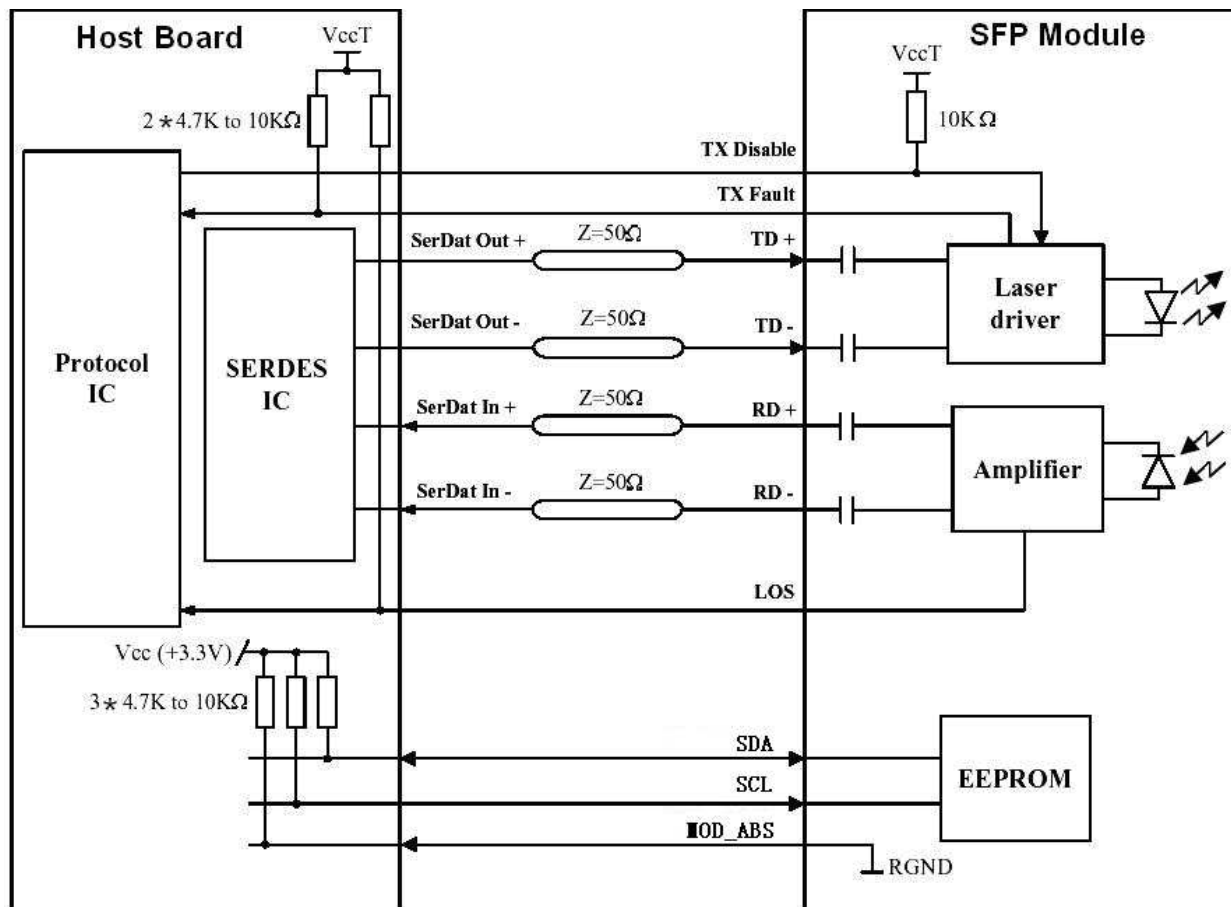 Host Board
SFP Module
VccT
VccT
2*4.7K to 10KΩ
10KΩ
TX Disable
TX Fault
SerDat Out +
Z=50Ω
TD +
Laser
driver
SerDat Out -
Z=50Ω
TD -
Protocol
IC
SERDES
IC
SerDat In +
Z=50Ω
RD +
Amplifier
SerDat In -
Z=50Ω
RD -
LOS
Vcc (+3.3V)
3*4.7K to 10KΩ
SDA
EEPROM
SCL
MOD_ABS
RGND